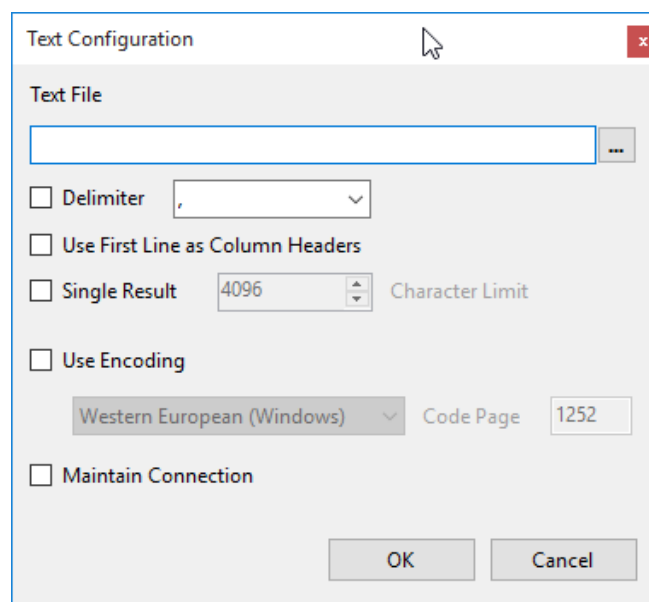 Text Configuration x
Text File
...
Delimiter ,
Use First Line as Column Headers
Single Result 4096 Character Limit
Use Encoding
Western European (Windows) Code Page 1252
Maintain Connection
OK Cancel